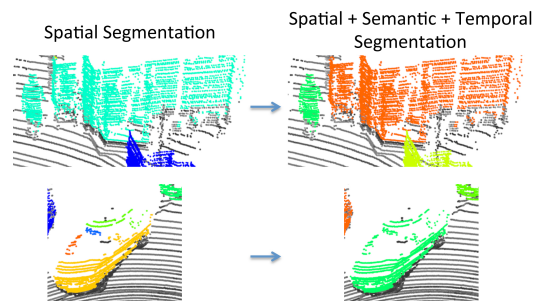 Spatial Segmentation
Spatial + Semantic + Temporal
Segmentation